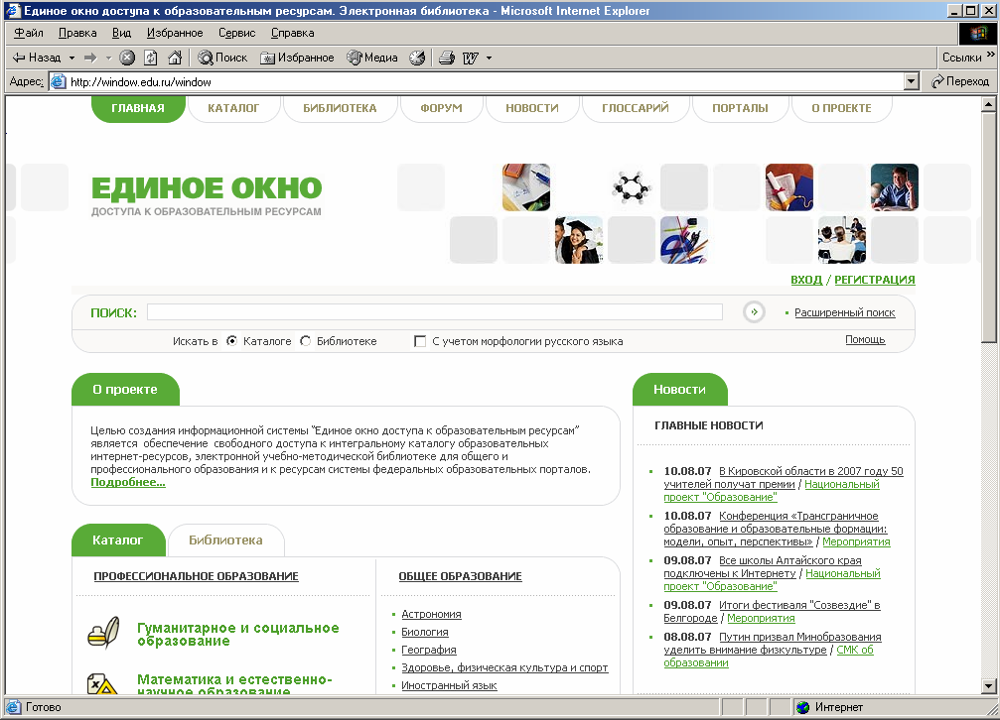 Единое окно доступа к образовательным ресурсам. Электронная библиотека - Microsoft Internet Explorer
Файл Правка Вид Избранное Сервис Справка
Назад Поиск Избранное Медиа Ссылки »
Адрес: http://window.edu.ru/window Переход
ГЛАВНАЯ КАТАЛОГ БИБЛИОТЕКА ФОРУМ НОВОСТИ ГЛОССАРИЙ ПОРТАЛЫ О ПРОЕКТЕ
ЕДИНОЕ ОКНО
ДОСТУПА К ОБРАЗОВАТЕЛЬНЫМ РЕСУРСАМ
ВХОД / РЕГИСТРАЦИЯ
ПОИСК: Расширенный поиск
Искать в Каталоге Библиотеке С учетом морфологии русского языка Помощь
О проекте
Целью создания информационной системы "Единое окно доступа к образовательным ресурсам"
является обеспечение свободного доступа к интегральному каталогу образовательных
интернет-ресурсов, электронной учебно-методической библиотеке для общего и
профессионального образования и к ресурсам системы федеральных образовательных порталов.
Подробнее...
Новости
ГЛАВНЫЕ НОВОСТИ
10.08.07 В Кировской области в 2007 году 50
учителей получат премии / Национальный
проект "Образование"
10.08.07 Конференция «Трансграничное
образование и образовательные формации:
модели, опыт, перспективы» / Мероприятия
09.08.07 Все школы Алтайского края
подключены к Интернету / Национальный
проект "Образование"
09.08.07 Итоги фестиваля "Созвездие" в
Белгороде / Мероприятия
08.08.07 Путин призвал Минобразования
уделить внимание физкультуре / СМК об
образовании
Каталог Библиотека
ПРОФЕССИОНАЛЬНОЕ ОБРАЗОВАНИЕ
Гуманитарное и социальное
образование
Математика и естественно-
научное образование
ОБЩЕЕ ОБРАЗОВАНИЕ
Астрономия
Биология
География
Здоровье, физическая культура и спорт
Иностранный язык
Готово Интернет